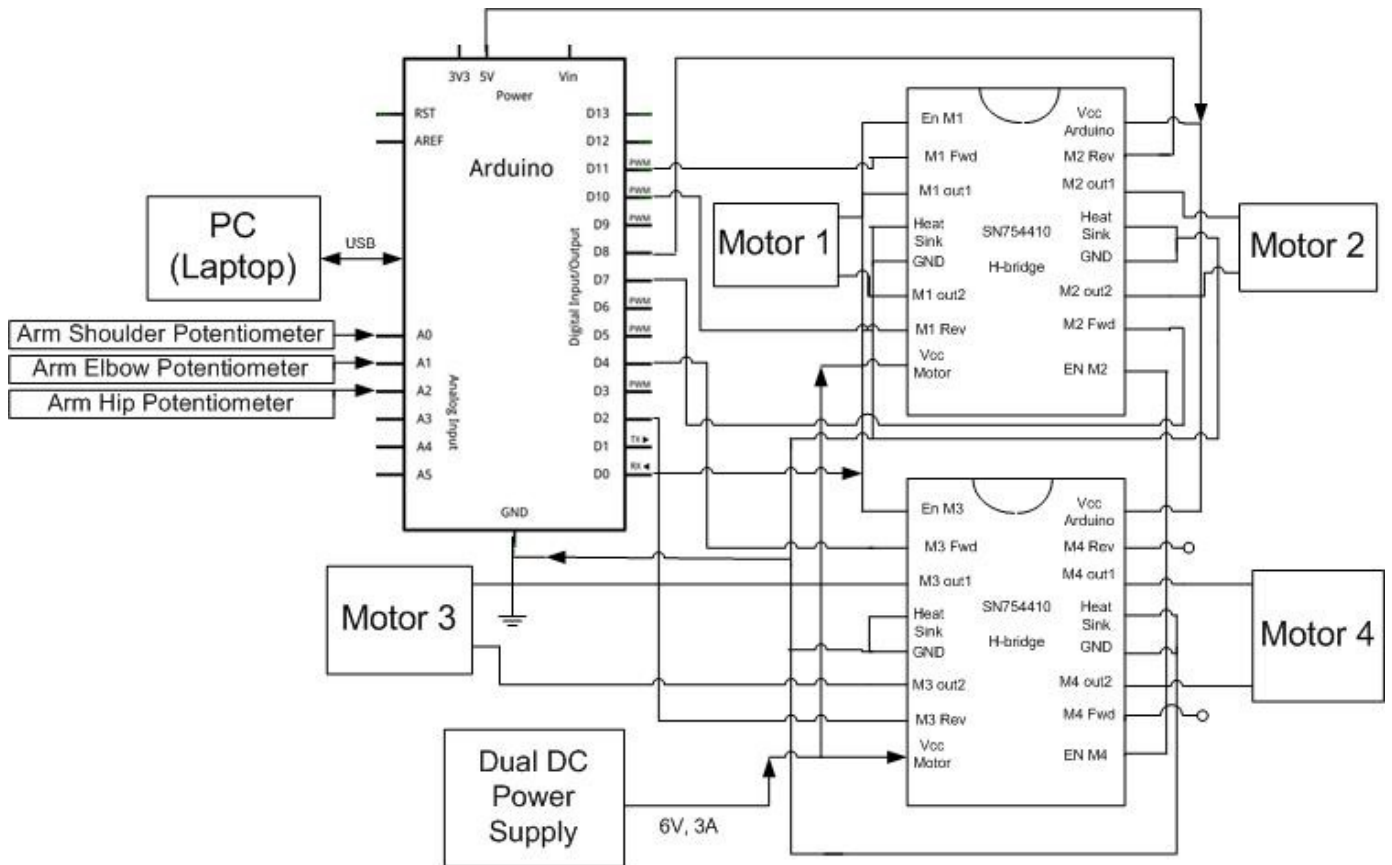 3V3 5V Vin
Power
RST
AREF
Arduino
D13
D12
D11 PWM
D10 PWM
D9 PWM
D8
D7
D6 PWM
D5 PWM
D4
D3 PWM
D2
D1 TX ▶
D0 RX ◀
Digital Input/Output
A0
A1
A2
A3
A4
A5
Analog Input
GND
PC
(Laptop)
USB
Arm Shoulder Potentiometer
Arm Elbow Potentiometer
Arm Hip Potentiometer
Motor 1
En M1
M1 Fwd
M1 out1
Heat
Sink
GND
M1 out2
M1 Rev
Vcc
Motor
SN754410
H-bridge
Vcc
Arduino
M2 Rev
M2 out1
Heat
Sink
GND
M2 out2
M2 Fwd
EN M2
Motor 2
Motor 3
En M3
M3 Fwd
M3 out1
Heat
Sink
GND
M3 out2
M3 Rev
Vcc
Motor
SN754410
H-bridge
Vcc
Arduino
M4 Rev
M4 out1
Heat
Sink
GND
M4 out2
M4 Fwd
EN M4
Motor 4
Dual DC
Power
Supply
6V, 3A